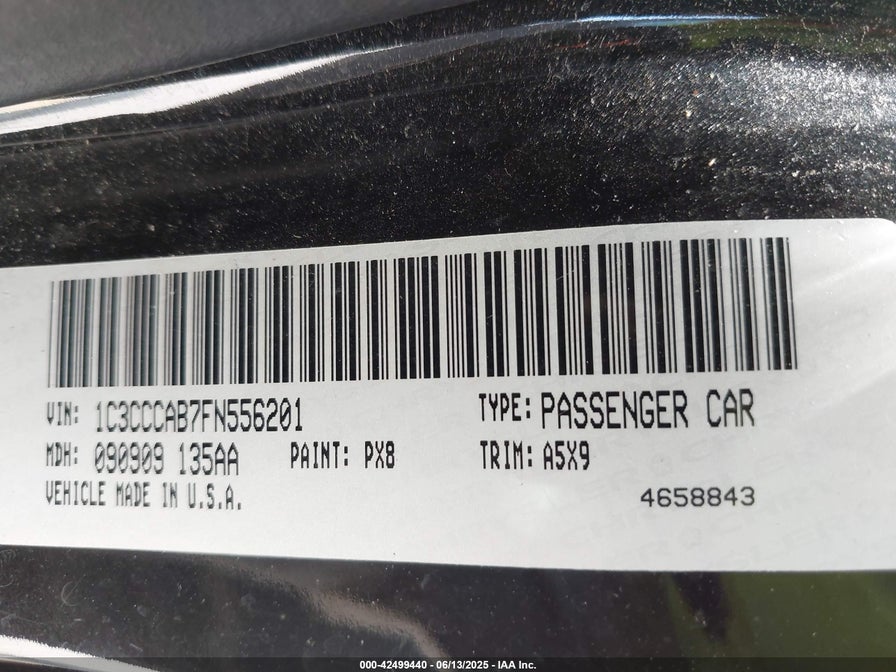 VIN: 1C3CCCAB7FN556201 TYPE: PASSENGER CAR
MDH: 090909 135AA PAINT: PX8 TRIM: A5X9
VEHICLE MADE IN U.S.A. 4658843
000-42499440 - 06/13/2025 - IAA Inc.